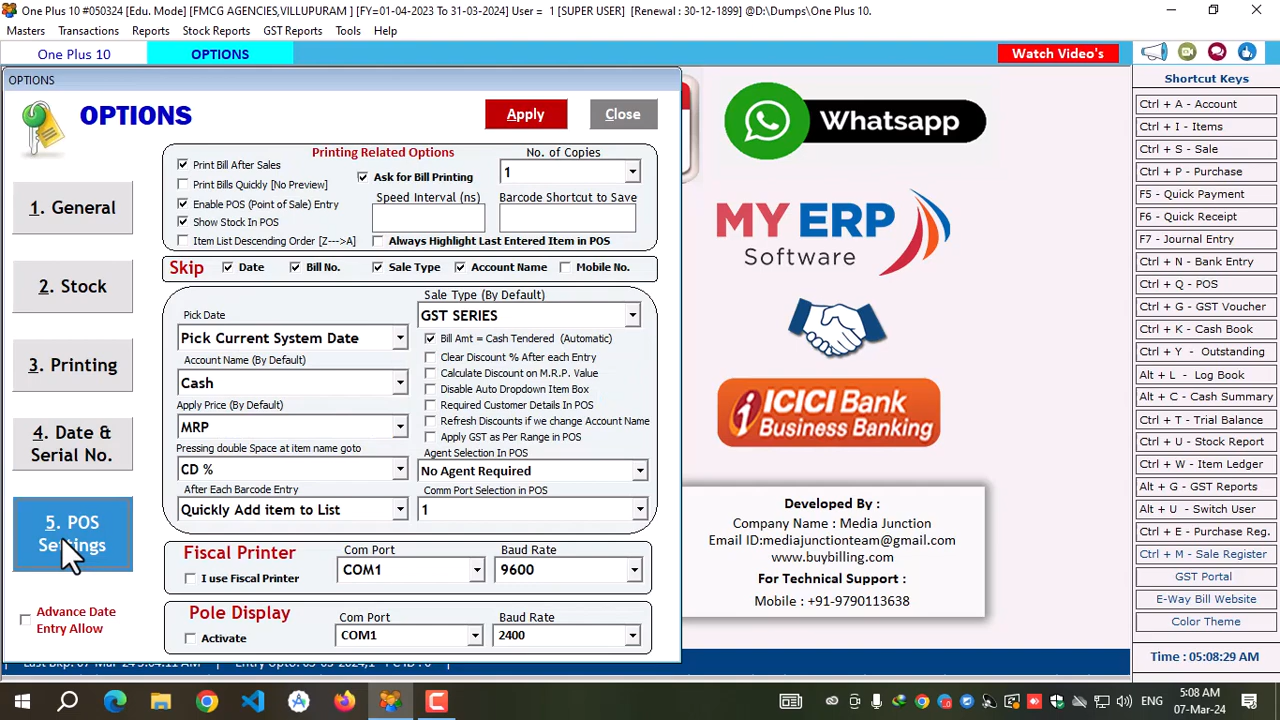 One Plus 10 #050324 [Edu. Mode] [FMCG AGENCIES,VILLUPURAM ] [FY=01-04-2023 To 31-03-2024] User = 1 [SUPER USER] [Renewal : 30-12-1899] @D:\Dumps\One Plus 10.
Masters Transactions Reports Stock Reports GST Reports Tools Help
One Plus 10 OPTIONS Watch Video's
OPTIONS
OPTIONS
Apply Close
1. General
2. Stock
3. Printing
4. Date & Serial No.
5. POS Settings
Advance Date Entry Allow
Printing Related Options
Print Bill After Sales
Print Bills Quickly [No Preview]
Enable POS (Point of Sale) Entry
Show Stock In POS
Item List Descending Order [Z--->A]
Ask for Bill Printing
No. of Copies
1
Speed Interval (ns)
Barcode Shortcut to Save
Always Highlight Last Entered Item in POS
Skip Date Bill No. Sale Type Account Name Mobile No.
Pick Date
Pick Current System Date
Account Name (By Default)
Cash
Apply Price (By Default)
MRP
Pressing double Space at item name goto
CD %
After Each Barcode Entry
Quickly Add item to List
Sale Type (By Default)
GST SERIES
Bill Amt = Cash Tendered (Automatic)
Clear Discount % After each Entry
Calculate Discount on M.R.P. Value
Disable Auto Dropdown Item Box
Required Customer Details In POS
Refresh Discounts if we change Account Name
Apply GST as Per Range in POS
Agent Selection In POS
No Agent Required
Comm Port Selection in POS
1
Fiscal Printer
I use Fiscal Printer
Com Port
COM1
Baud Rate
9600
Pole Display
Activate
Com Port
COM1
Baud Rate
2400
Whatsapp
MY ERP
Software
ICICI Bank
Business Banking
Developed By :
Company Name : Media Junction
Email ID:mediajunctionteam@gmail.com
www.buybilling.com
For Technical Support :
Mobile : +91-9790113638
Shortcut Keys
Ctrl + A - Account
Ctrl + I - Items
Ctrl + S - Sale
Ctrl + P - Purchase
F5 - Quick Payment
F6 - Quick Receipt
F7 - Journal Entry
Ctrl + N - Bank Entry
Ctrl + Q - POS
Ctrl + G - GST Voucher
Ctrl + K - Cash Book
Ctrl + Y - Outstanding
Alt + L - Log Book
Alt + C - Cash Summary
Ctrl + T - Trial Balance
Ctrl + U - Stock Report
Ctrl + W - Item Ledger
Alt + G - GST Reports
Alt + U - Switch User
Ctrl + E - Purchase Reg.
Ctrl + M - Sale Register
GST Portal
E-Way Bill Website
Color Theme
Time : 05:08:29 AM
ENG
5:08 AM
07-Mar-24